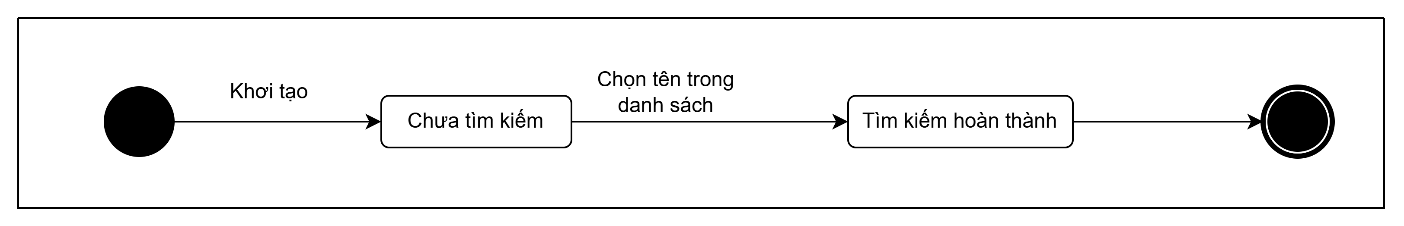 Khơi tạo
Chưa tìm kiếm
Chọn tên trong
danh sách
Tìm kiếm hoàn thành